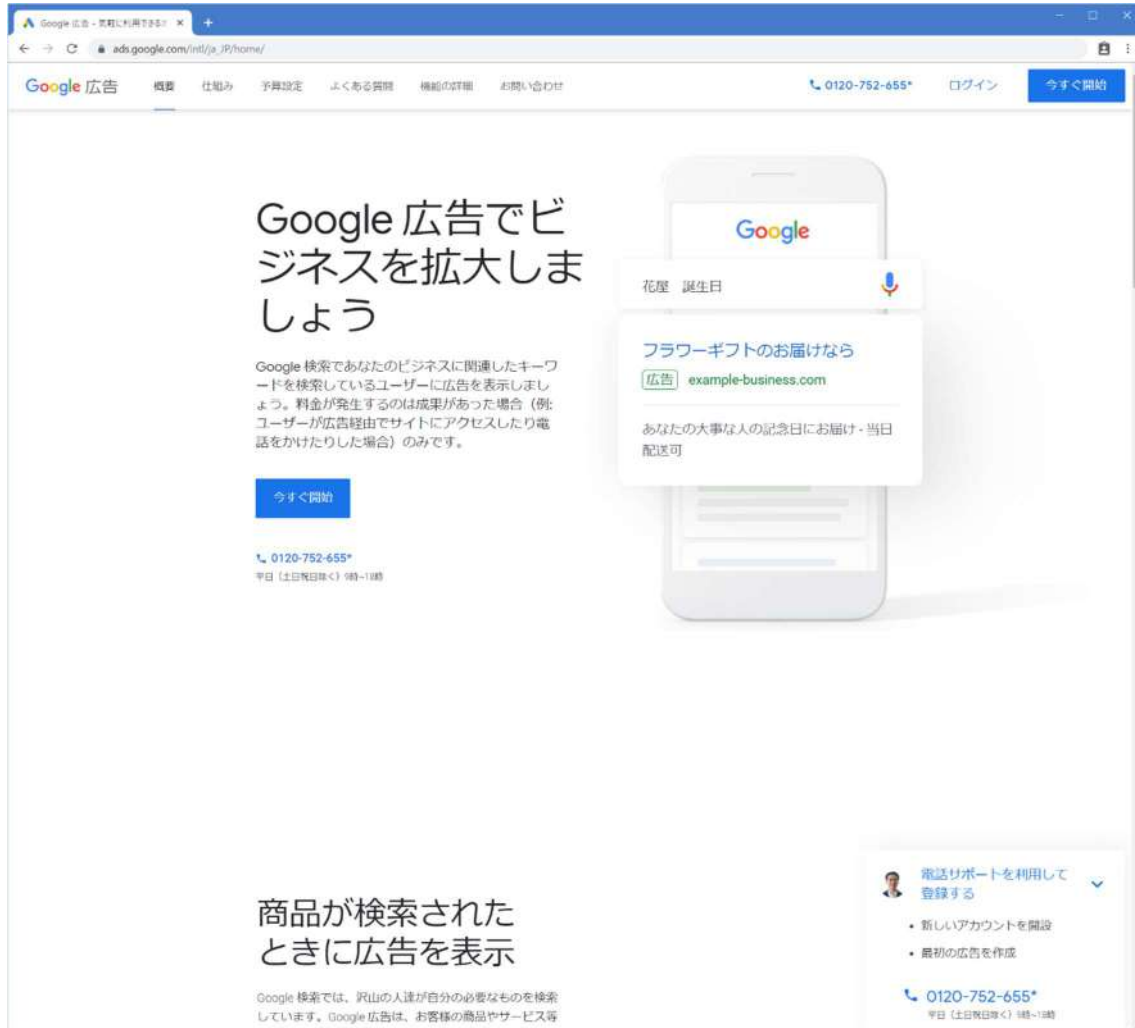 Google 広告 - 気軽に利用できる
ads.google.com/intl/ja_JP/home/
Google 広告 概要 仕組み 予算設定 よくある質問 機能の詳細 お問い合わせ 0120-752-655* ログイン 今すぐ開始
Google 広告でビ
ジネスを拡大しま
しょう
Google 検索であなたのビジネスに関連したキーワ
ードを検索しているユーザーに広告を表示しまし
ょう。料金が発生するのは成果があった場合（例:
ユーザーが広告経由でサイトにアクセスしたり電
話をかけたりした場合）のみです。
今すぐ開始
0120-752-655*
平日（土日祝日除く）9時~18時
Google
花屋 誕生日
フラワーギフトのお届けなら
広告 example-business.com
あなたの大事な人の記念日にお届け - 当日
配送可
商品が検索された
ときに広告を表示
Google 検索では、沢山の人達が自分の必要なものを検索
しています。Google 広告は、お客様の商品やサービス等
電話サポートを利用して
登録する
• 新しいアカウントを開設
• 最初の広告を作成
0120-752-655*
平日（土日祝日除く）9時~18時